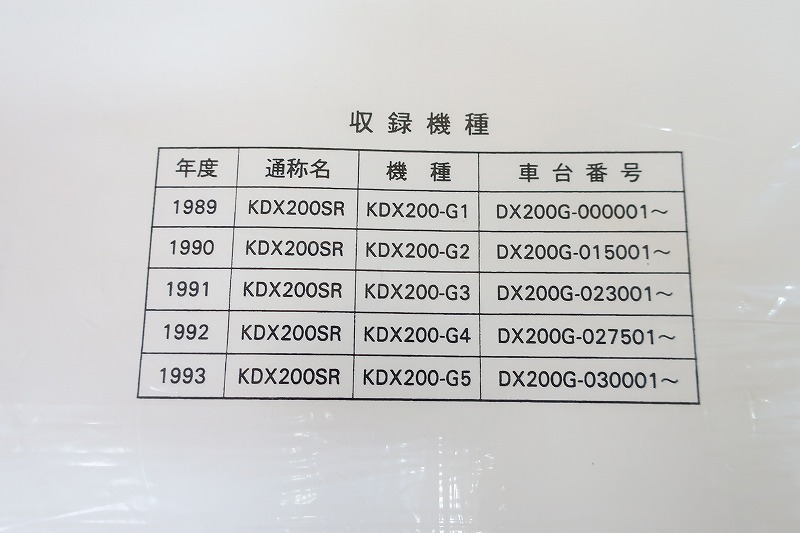 収録機種
年度 通称名 機種 車台番号
1989 KDX200SR KDX200-G1 DX200G-000001～
1990 KDX200SR KDX200-G2 DX200G-015001～
1991 KDX200SR KDX200-G3 DX200G-023001～
1992 KDX200SR KDX200-G4 DX200G-027501～
1993 KDX200SR KDX200-G5 DX200G-030001～